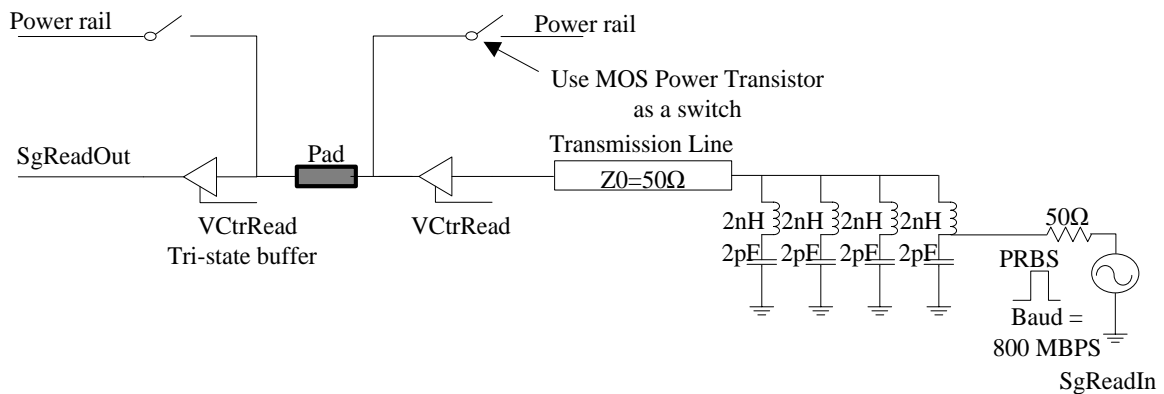 Power rail
Power rail
Use MOS Power Transistor
as a switch
SgReadOut
Pad
Transmission Line
Z0=50Ω
VCtrRead
Tri-state buffer
VCtrRead
2nH 2nH 2nH 2nH
2pF 2pF 2pF 2pF
50Ω
PRBS
Baud =
800 MBPS
SgReadIn